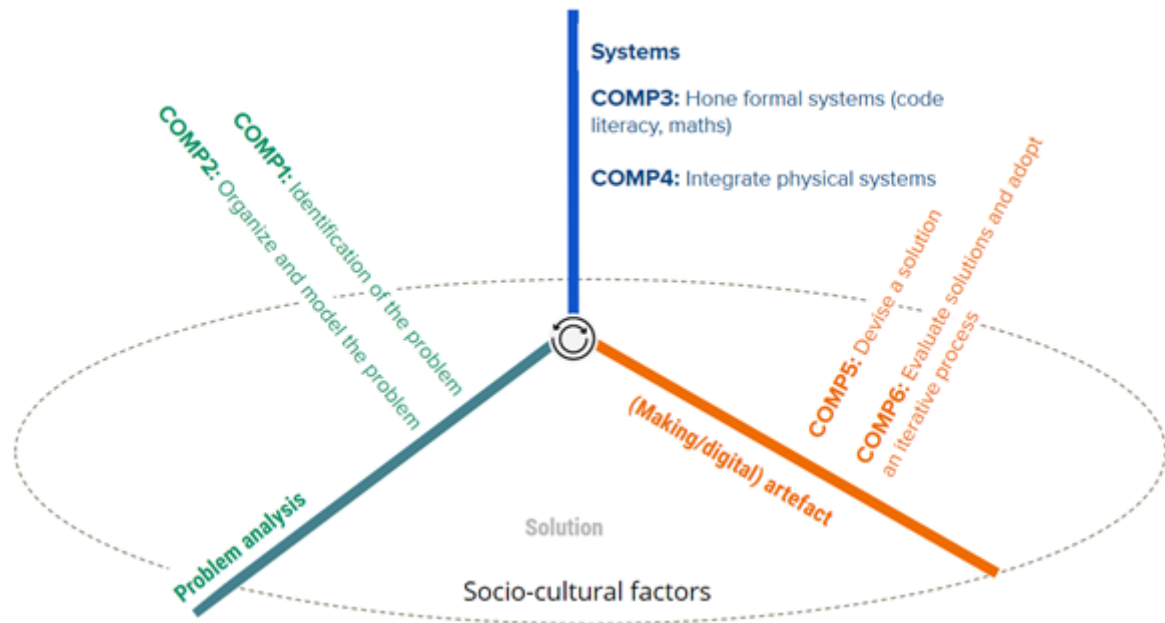 Systems
COMP3: Hone formal systems (code
literacy, maths)
COMP4: Integrate physical systems
COMP1: Identification of the problem
COMP2: Organize and model the problem
Problem analysis
COMP5: Devise a solution
COMP6: Evaluate solutions and adopt
an iterative process
(Making/digital) artefact
Solution
Socio-cultural factors